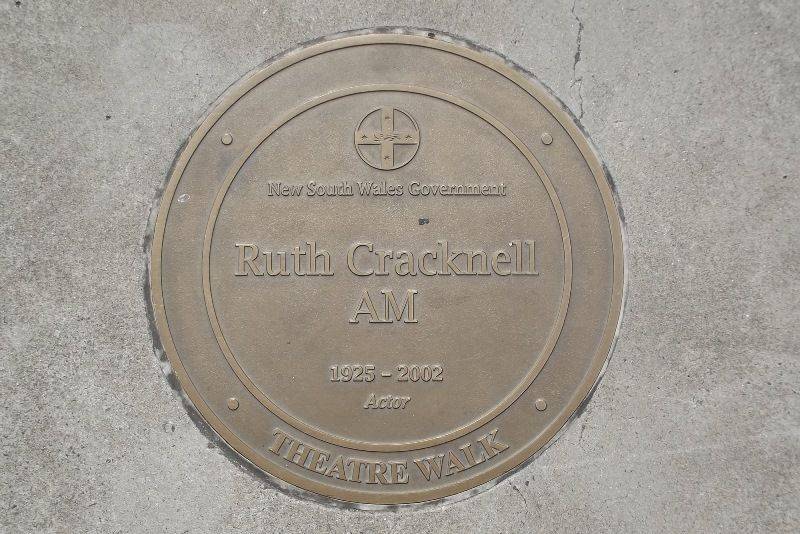 New South Wales Government
Ruth Cracknell
AM
1925 – 2002
Actor
THEATRE WALK